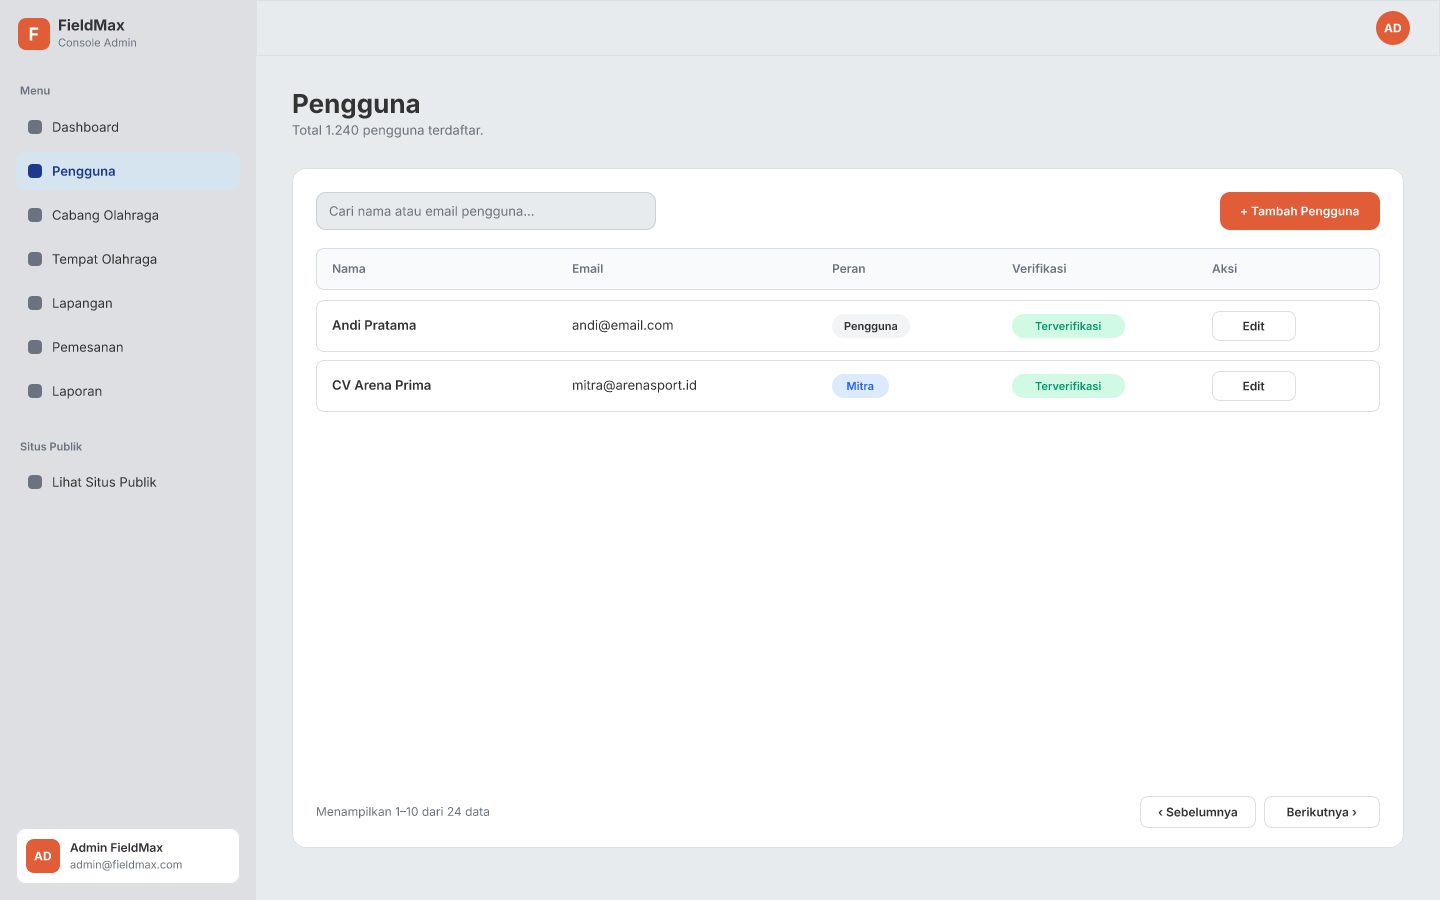 F
FieldMax
Console Admin
Menu
Dashboard
Pengguna
Cabang Olahraga
Tempat Olahraga
Lapangan
Pemesanan
Laporan
Situs Publik
Lihat Situs Publik
AD
Admin FieldMax
admin@fieldmax.com
AD
Pengguna
Total 1.240 pengguna terdaftar.
Cari nama atau email pengguna...
+ Tambah Pengguna
Nama Email Peran Verifikasi Aksi
Andi Pratama andi@email.com Pengguna Terverifikasi Edit
CV Arena Prima mitra@arenasport.id Mitra Terverifikasi Edit
Menampilkan 1–10 dari 24 data
‹ Sebelumnya Berikutnya ›